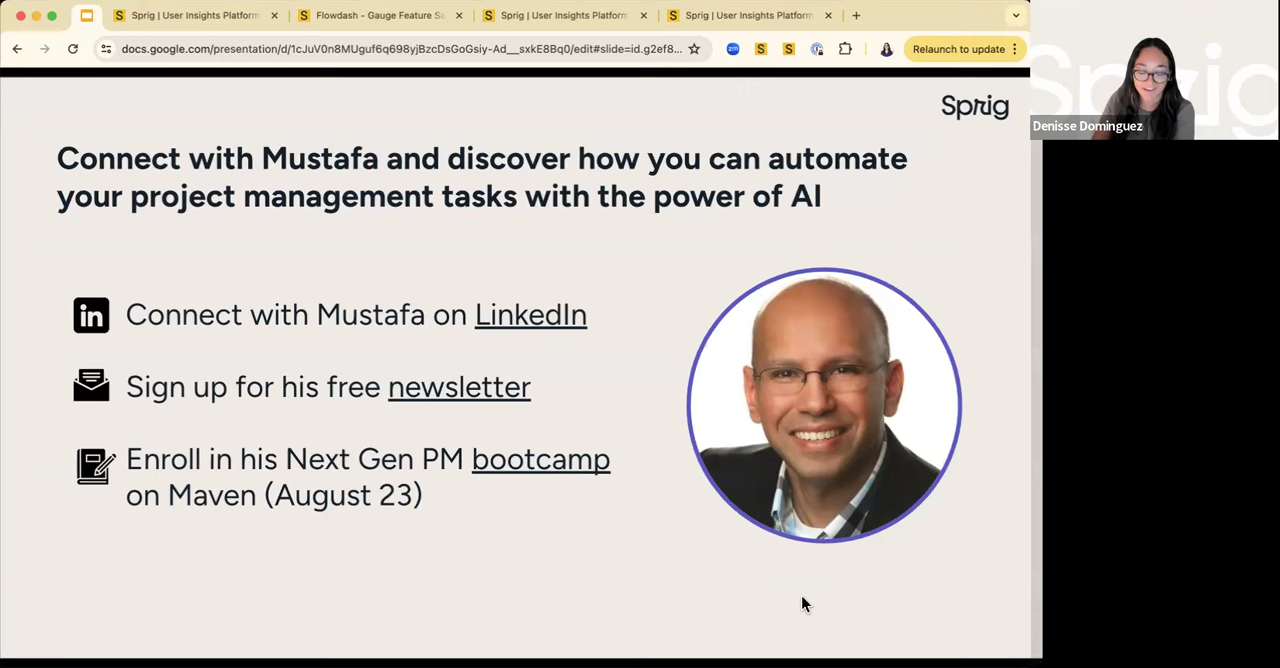 Sprig | User Insights Platform
Flowdash - Gauge Feature Sa
Sprig | User Insights Platform
Sprig | User Insights Platform
docs.google.com/presentation/d/1cJuV0n8MUguf6q698yjBzcDsGoGsiy-Ad__sxkE8Bq0/edit#slide=id.g2ef8...
Relaunch to update
Sprig
Sprig
Denisse Dominguez
Connect with Mustafa and discover how you can automate
your project management tasks with the power of AI
Connect with Mustafa on LinkedIn
Sign up for his free newsletter
Enroll in his Next Gen PM bootcamp
on Maven (August 23)